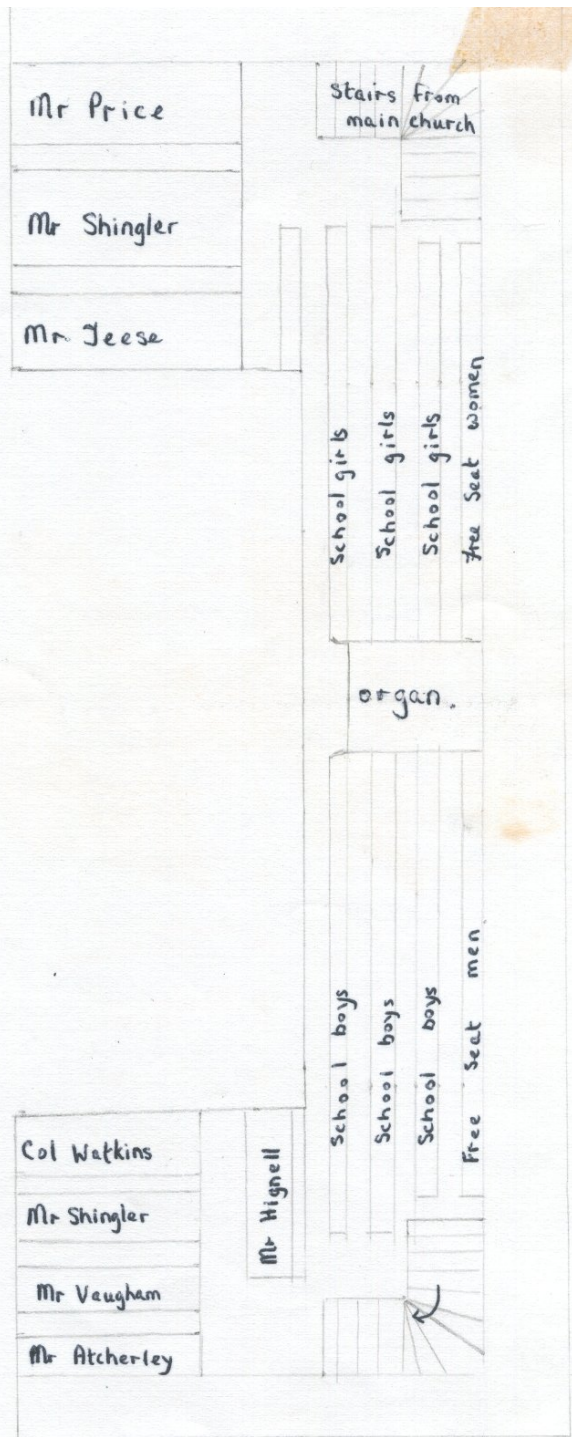 Mr Price
Stairs from
main church
Mr Shingler
Mr Jeese
School girls
School girls
School girls
Free Seat women
organ.
School boys
School boys
School boys
Free Seat men
Col Watkins
Mr Shingler
Mr Hignell
Mr Vaugham
Mr Atcherley